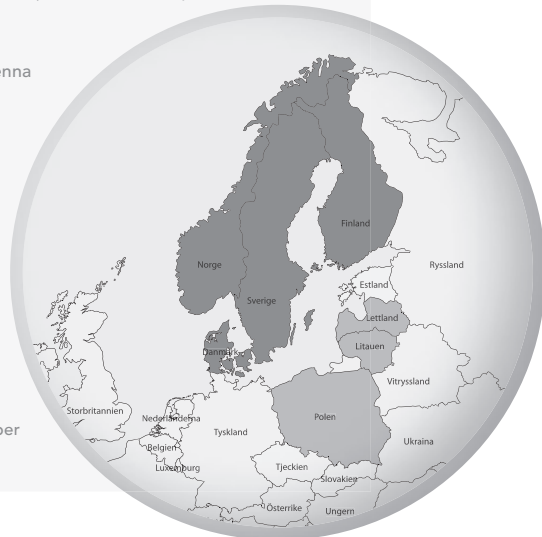 enna
Finland
Norge
Ryssland
Estland
Sverige
Lettland
Litauen
Danmark
Vitryssland
Storbritannien
Nederländerna
Polen
per
Tyskland
Ukraina
Belgien
Luxemburg
Tjeckien
Slovakien
Österrike
Ungern